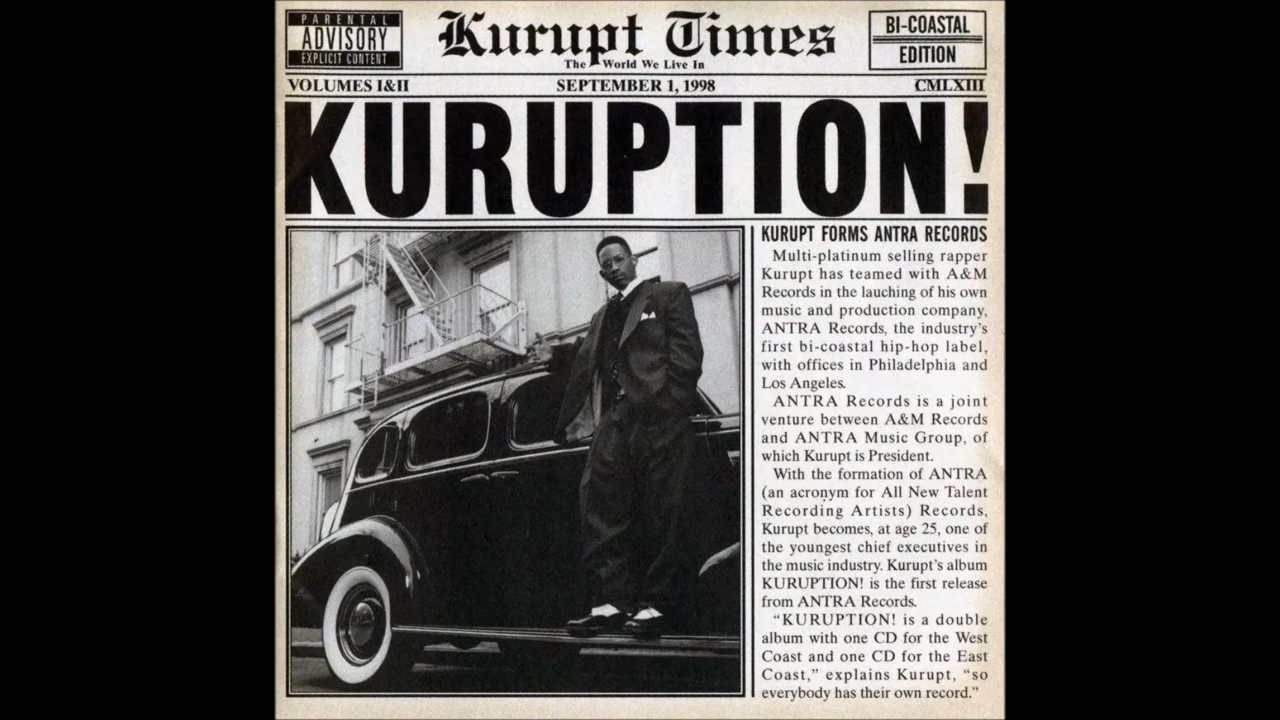 PARENTAL
ADVISORY
EXPLICIT CONTENT
Kurupt Times
The World We Live In
BI-COASTAL
EDITION
VOLUMES I&II
SEPTEMBER 1, 1998
CMLXIII
KURUPTION!
KURUPT FORMS ANTRA RECORDS
Multi-platinum selling rapper
Kurupt has teamed with A&M
Records in the lauching of his own
music and production company,
ANTRA Records, the industry's
first bi-coastal hip-hop label,
with offices in Philadelphia and
Los Angeles.
ANTRA Records is a joint
venture between A&M Records
and ANTRA Music Group, of
which Kurupt is President.
With the formation of ANTRA
(an acronym for All New Talent
Recording Artists) Records,
Kurupt becomes, at age 25, one of
the youngest chief executives in
the music industry. Kurupt's album
KURUPTION! is the first release
from ANTRA Records.
"KURUPTION! is a double
album with one CD for the West
Coast and one CD for the East
Coast," explains Kurupt, "so
everybody has their own record."